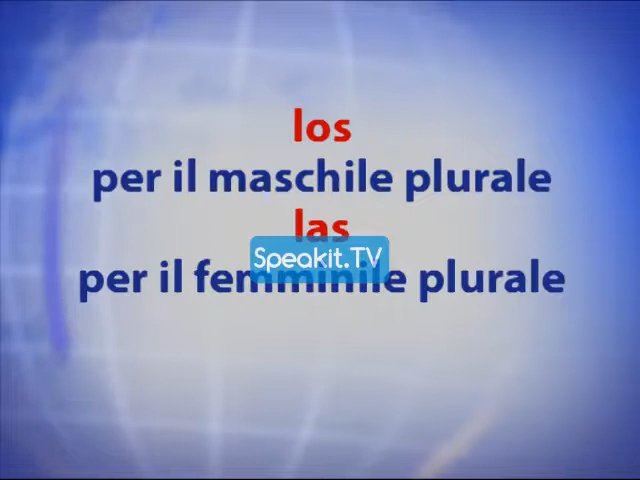 los
per il maschile plurale
las
Speakit.TV
per il femminile plurale